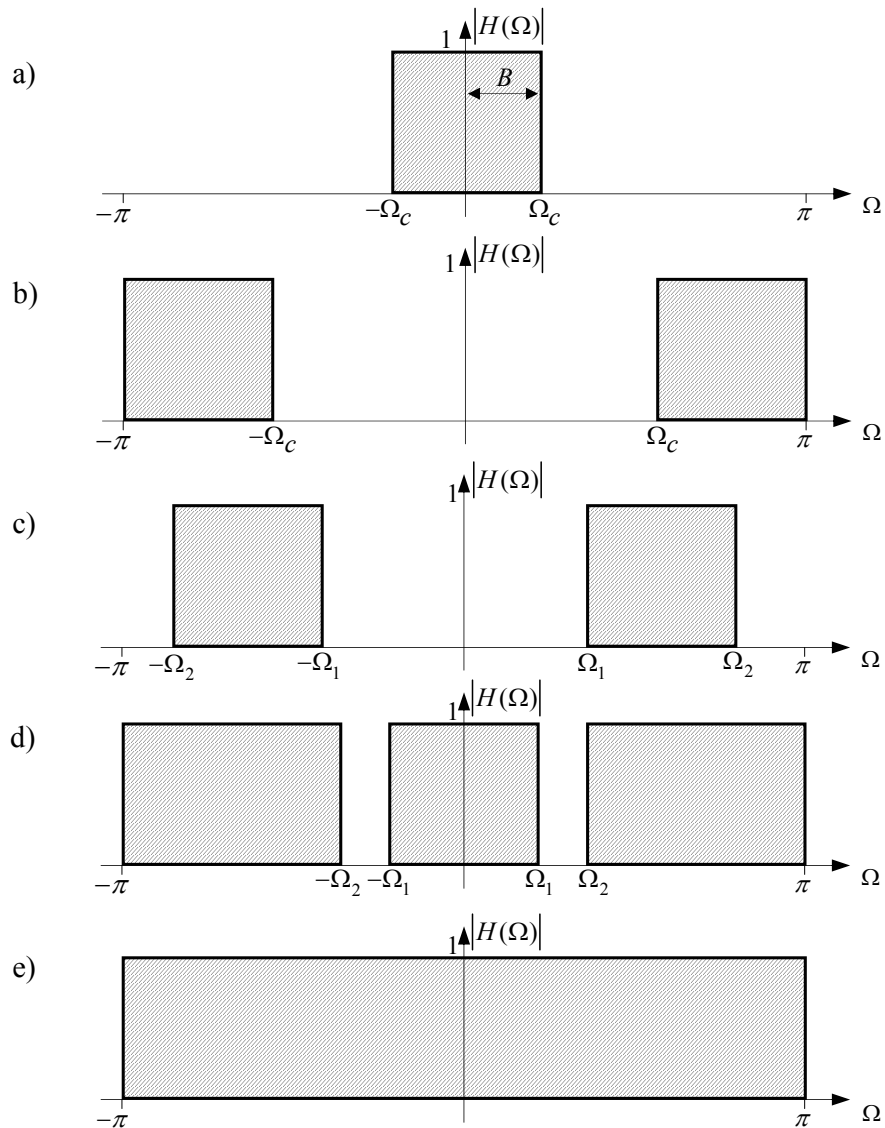 1 |H(Ω)|
a)
B
−π −Ω_c Ω_c π Ω
1 |H(Ω)|
b)
−π −Ω_c Ω_c π Ω
1 |H(Ω)|
c)
−π −Ω_2 −Ω_1 Ω_1 Ω_2 π Ω
1 |H(Ω)|
d)
−π −Ω_2 −Ω_1 Ω_1 Ω_2 π Ω
1 |H(Ω)|
e)
−π π Ω